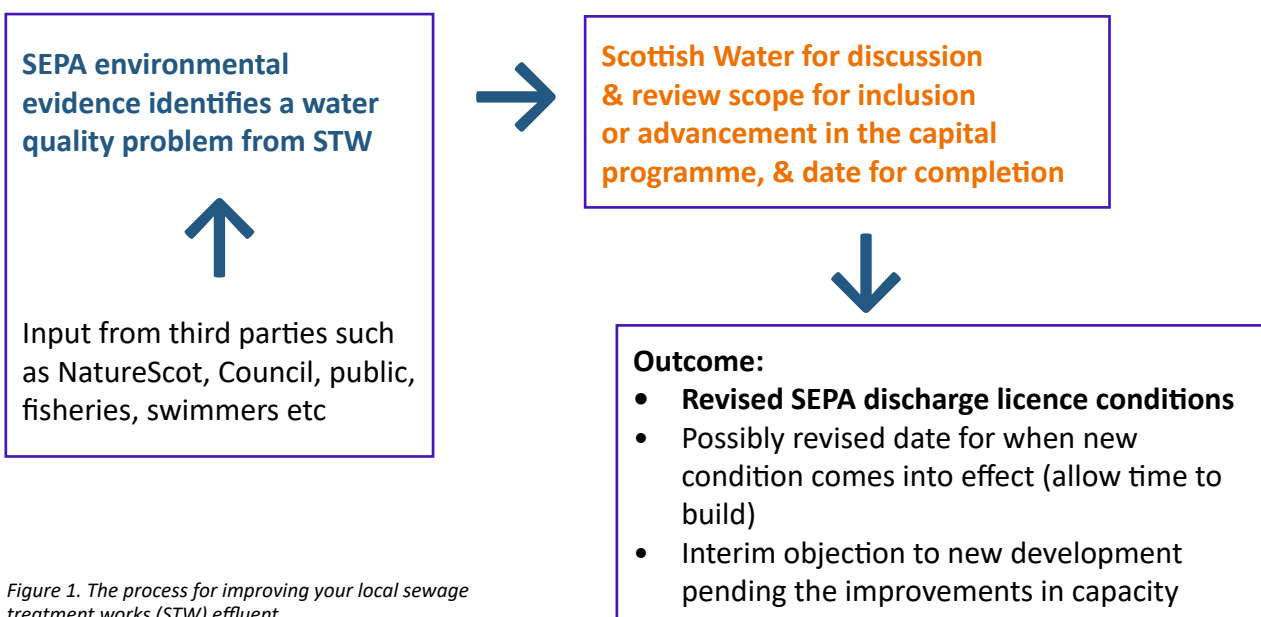 SEPA environmental
evidence identifies a water
quality problem from STW
Input from third parties such
as NatureScot, Council, public,
fisheries, swimmers etc
Scottish Water for discussion
& review scope for inclusion
or advancement in the capital
programme, & date for completion
Outcome:
• Revised SEPA discharge licence conditions
• Possibly revised date for when new
condition comes into effect (allow time to
build)
• Interim objection to new development
pending the improvements in capacity
Figure 1. The process for improving your local sewage
treatment works (STW) effluent